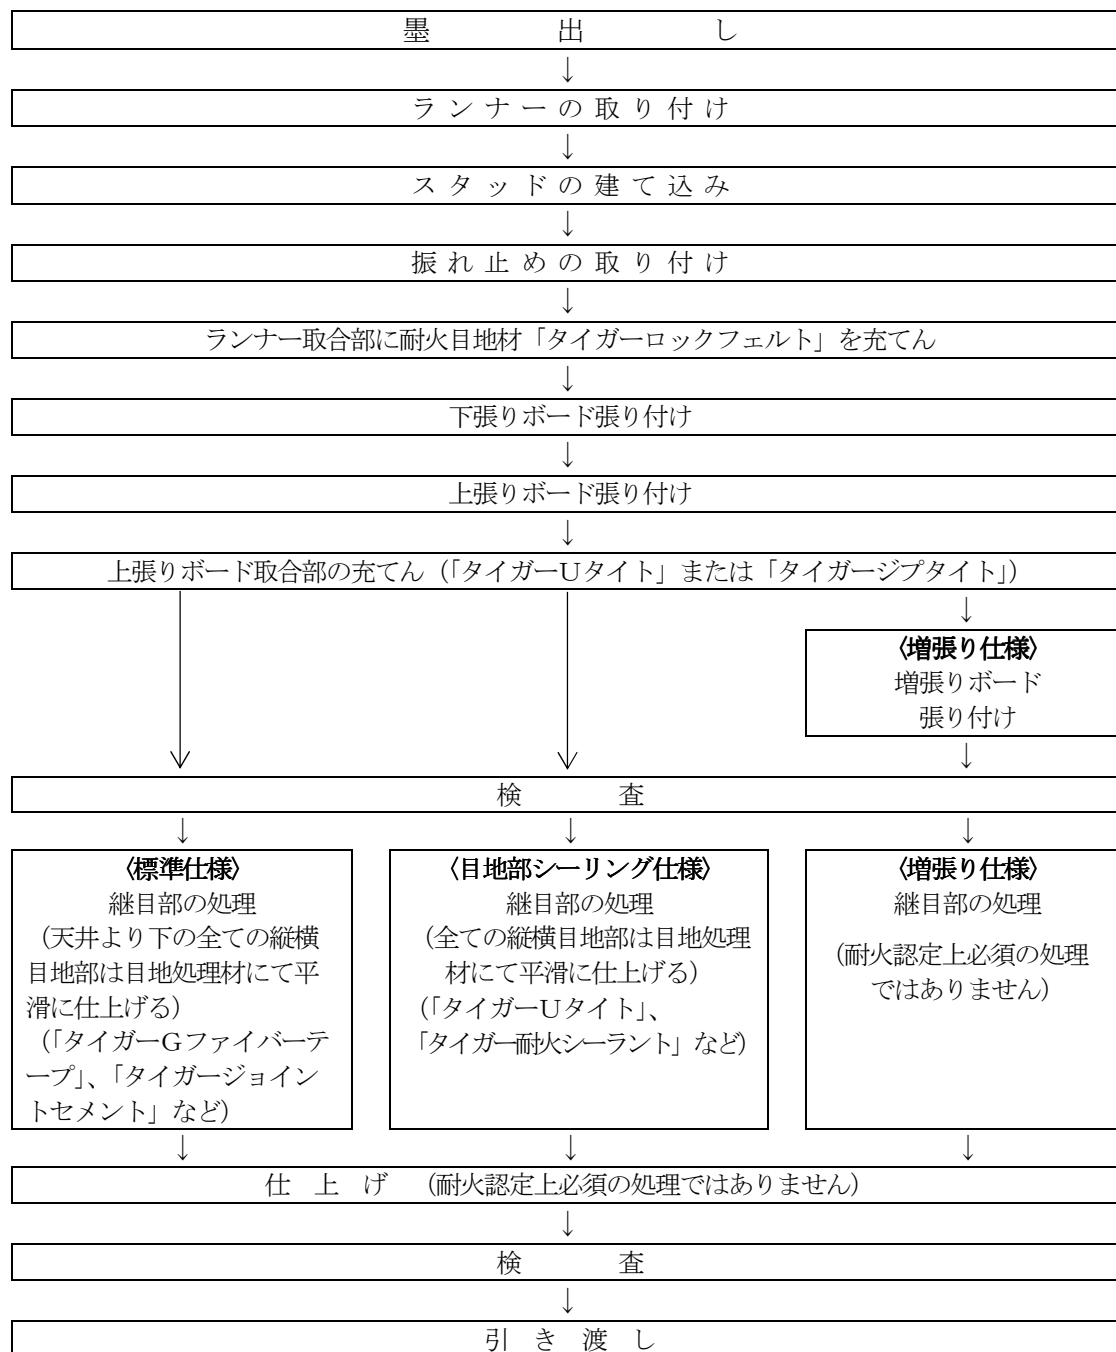 墨出し
↓
ランナーの取り付け
↓
スタッドの建て込み
↓
振れ止めの取り付け
↓
ランナー取合部に耐火目地材「タイガーロックフェルト」を充てん
↓
下張りボード張り付け
↓
上張りボード張り付け
↓
上張りボード取合部の充てん（「タイガーUタイト」または「タイガージプタイト」）
↓
〈増張り仕様〉
増張りボード
張り付け
↓
検査
↓ ↓ ↓
〈標準仕様〉
継目部の処理
（天井より下の全ての縦横
目地部は目地処理材にて平
滑に仕上げる）
（「タイガーGファイバーテ
ープ」、「タイガージョイン
トセメント」など）
〈目地部シーリング仕様〉
継目部の処理
（全ての縦横目地部は目地処理
材にて平滑に仕上げる）
（「タイガーUタイト」、
「タイガー耐火シーラント」など）
〈増張り仕様〉
継目部の処理
（耐火認定上必須の処理
ではありません）
↓ ↓ ↓
仕上げ （耐火認定上必須の処理ではありません）
↓
検査
↓
引き渡し